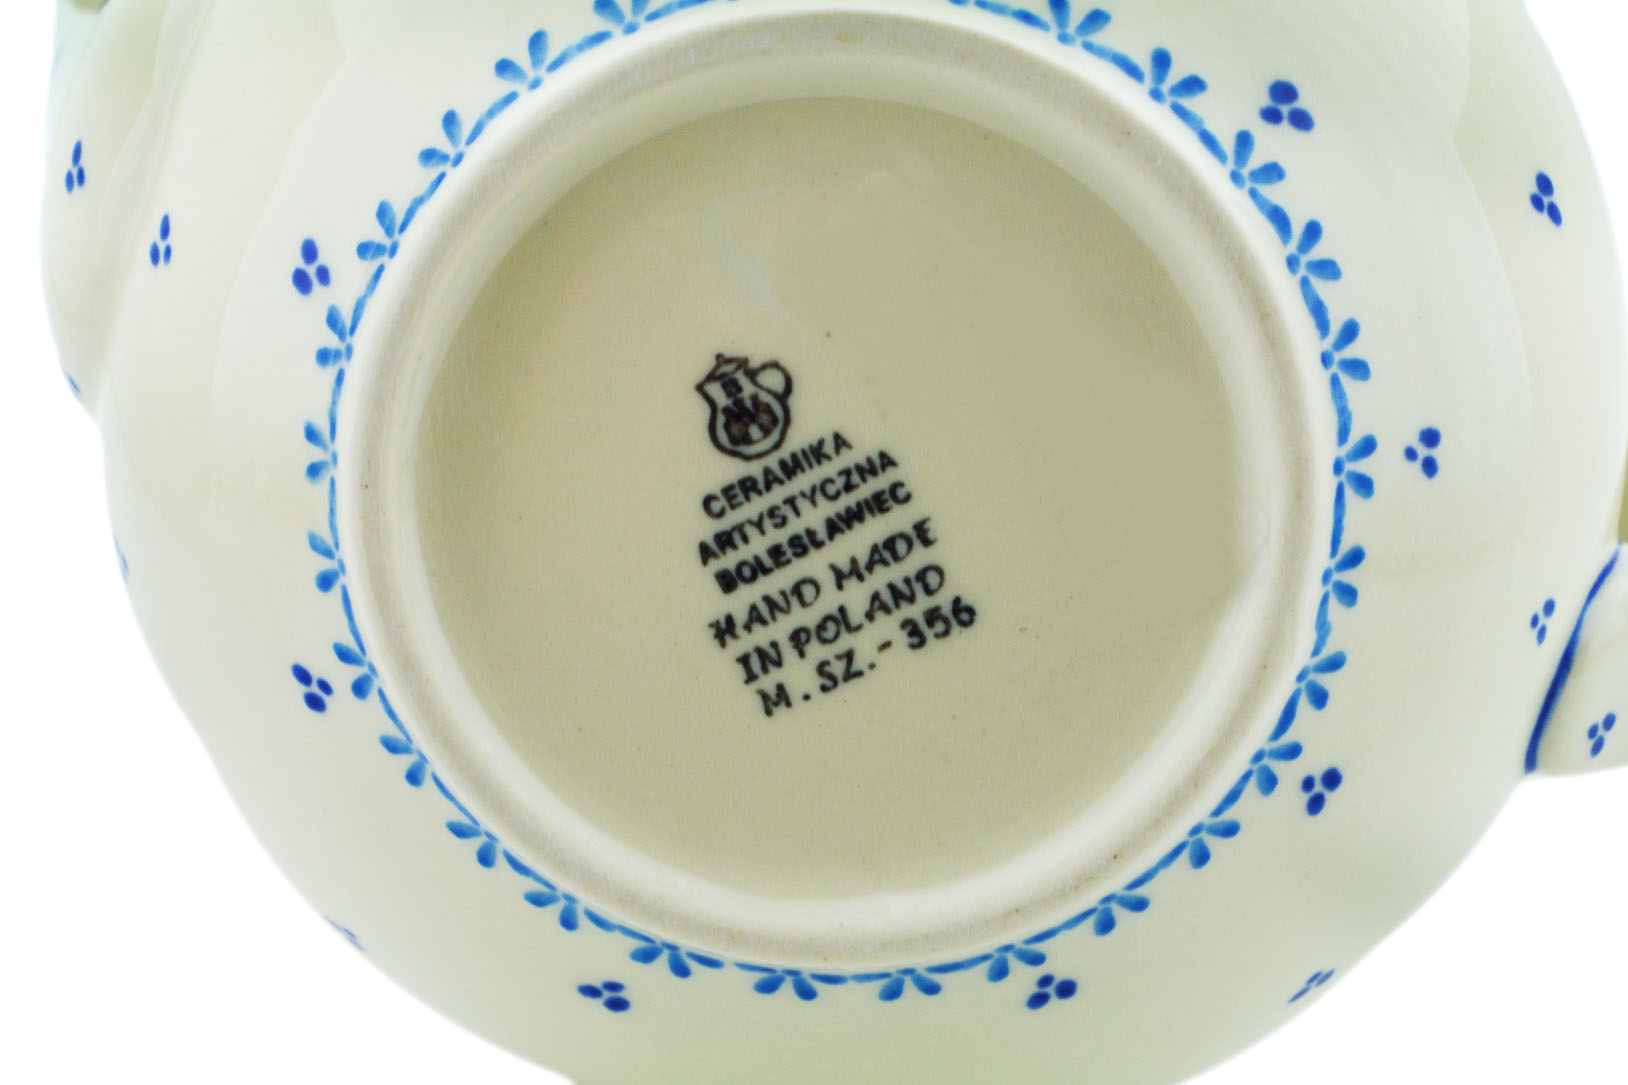 CERAMIKA
ARTYSTYCZNA
BOLESŁAWIEC
HAND MADE
IN POLAND
M. SZ. - 356